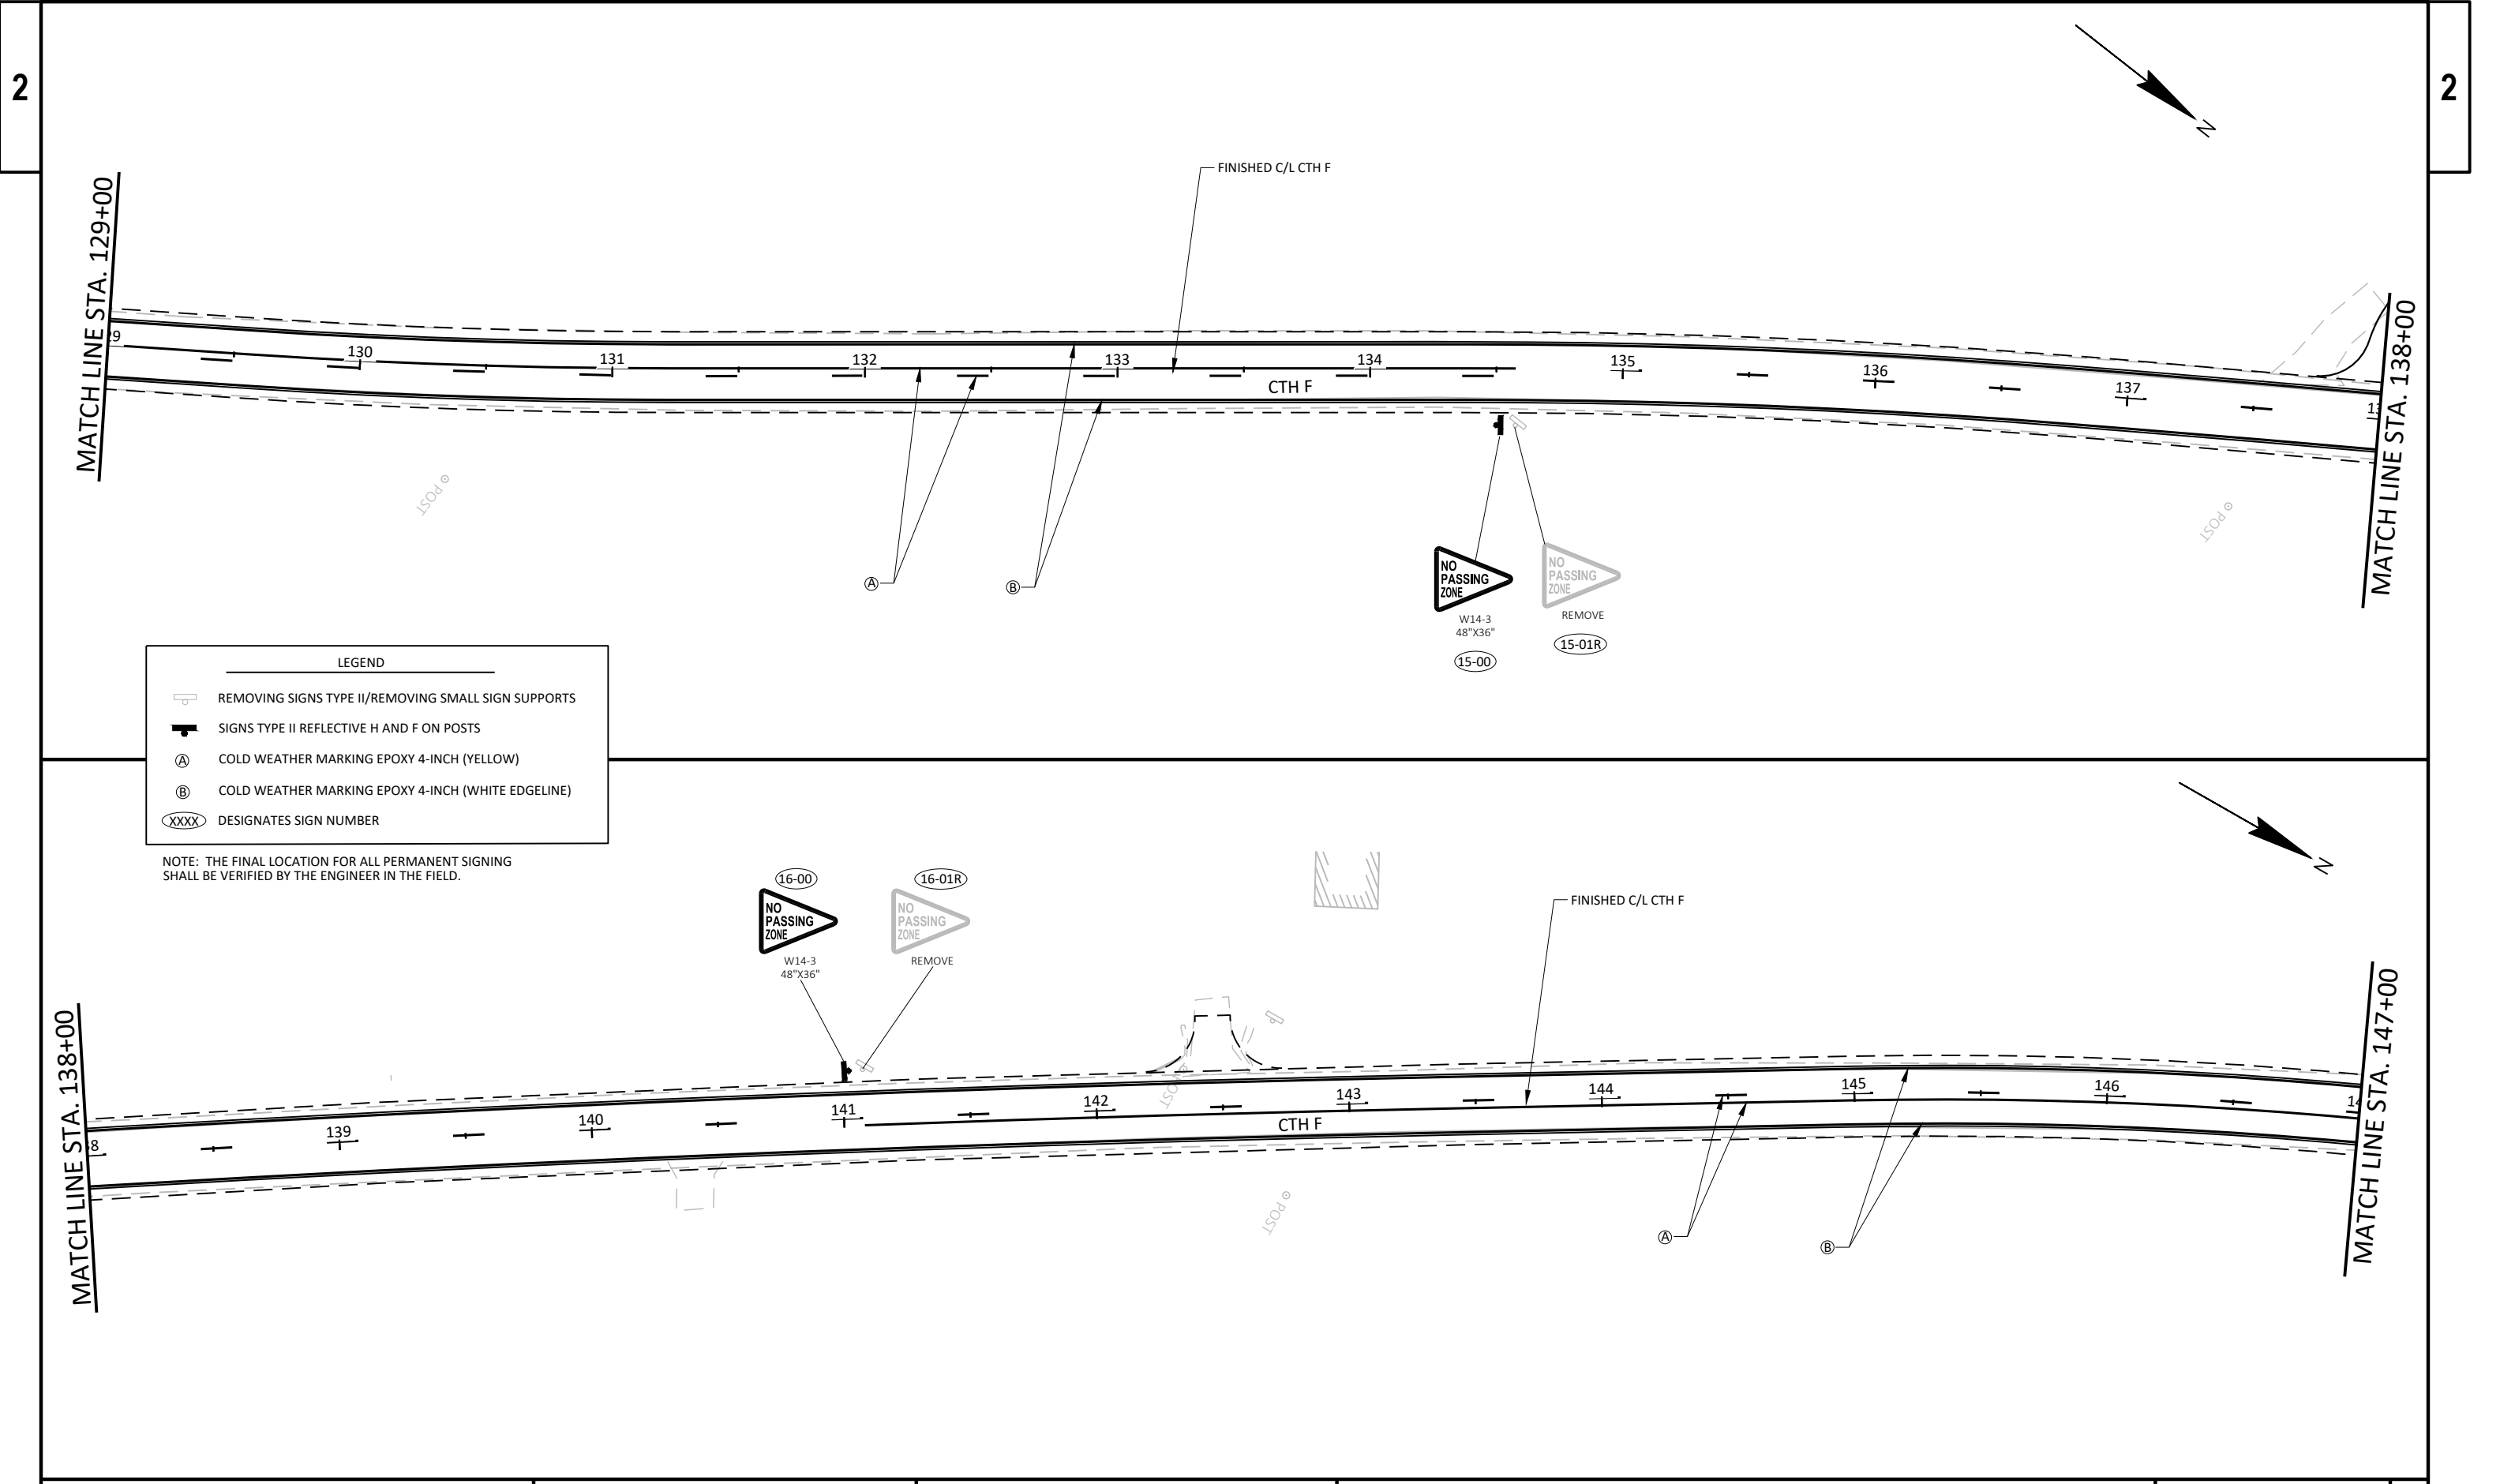 2
2
N
FINISHED C/L CTH F
MATCH LINE STA. 129+00
MATCH LINE STA. 138+00
130
131
132
133
134
135
136
137
CTH F
POST
POST
A
B
NO
PASSING
ZONE
W14-3
48"X36"
15-00
NO
PASSING
ZONE
REMOVE
15-01R
LEGEND
REMOVING SIGNS TYPE II/REMOVING SMALL SIGN SUPPORTS
SIGNS TYPE II REFLECTIVE H AND F ON POSTS
A COLD WEATHER MARKING EPOXY 4-INCH (YELLOW)
B COLD WEATHER MARKING EPOXY 4-INCH (WHITE EDGELINE)
XXXX DESIGNATES SIGN NUMBER
NOTE: THE FINAL LOCATION FOR ALL PERMANENT SIGNING
SHALL BE VERIFIED BY THE ENGINEER IN THE FIELD.
N
16-00
NO
PASSING
ZONE
W14-3
48"X36"
16-01R
NO
PASSING
ZONE
REMOVE
FINISHED C/L CTH F
MATCH LINE STA. 138+00
MATCH LINE STA. 147+00
139
140
141
142
143
144
145
146
CTH F
POST
A
B